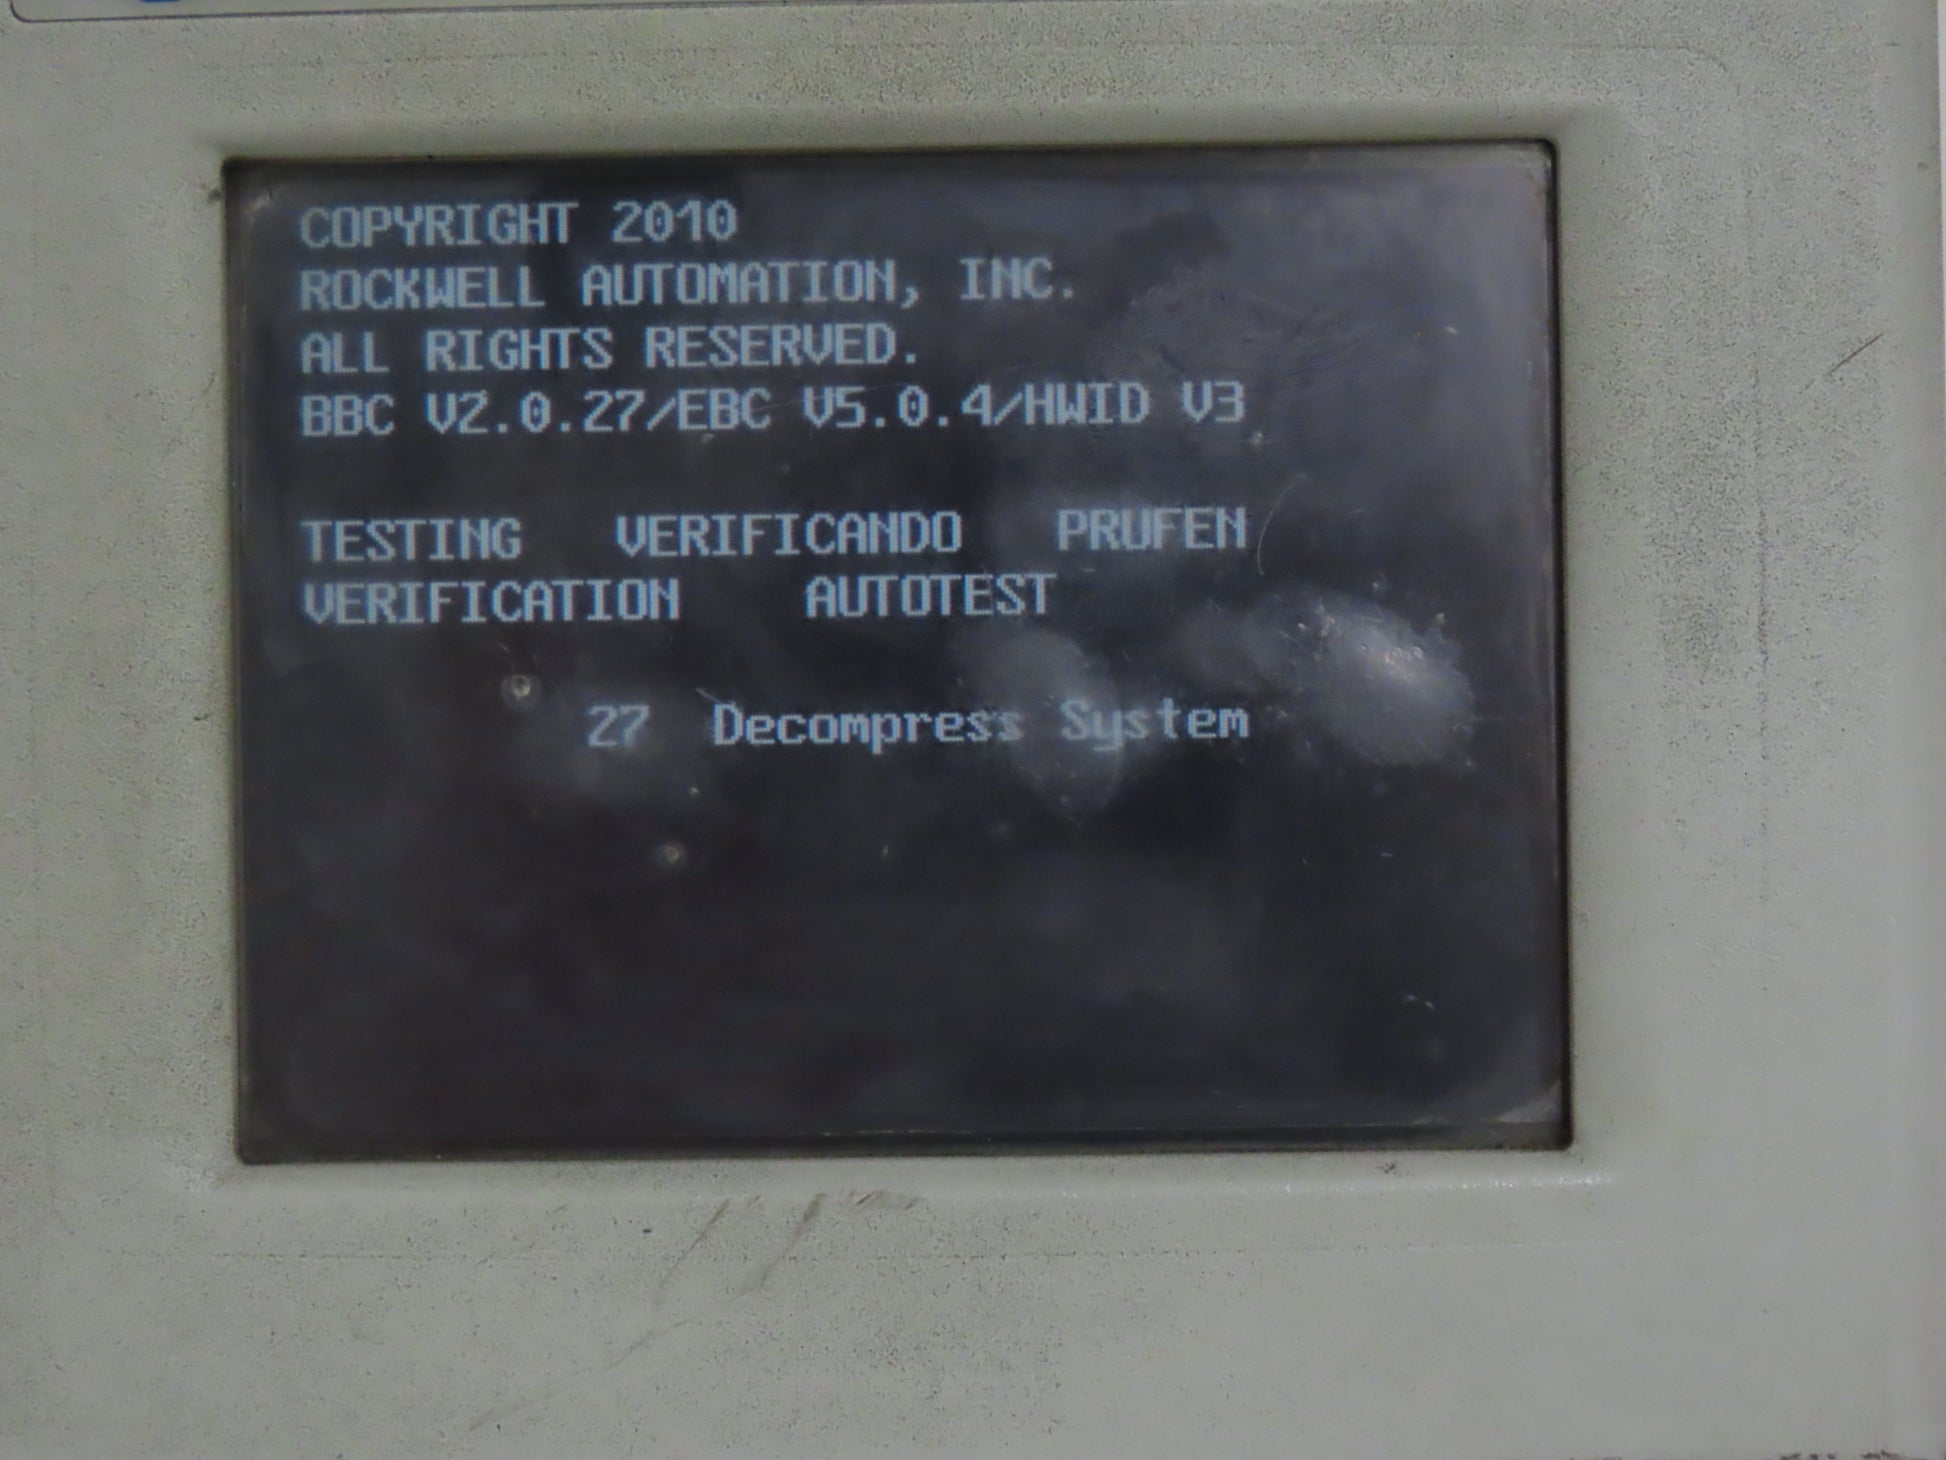 COPYRIGHT 2010
ROCKWELL AUTOMATION, INC.
ALL RIGHTS RESERVED.
BBC V2.0.27/EBC V5.0.4/HWID V3
TESTING VERIFICANDO PRUFEN
VERIFICATION AUTOTEST
27 Decompress System